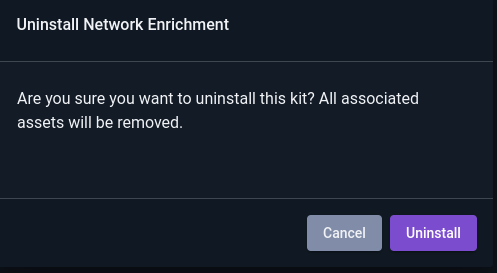 Uninstall Network Enrichment
Are you sure you want to uninstall this kit? All associated
assets will be removed.
Cancel
Uninstall